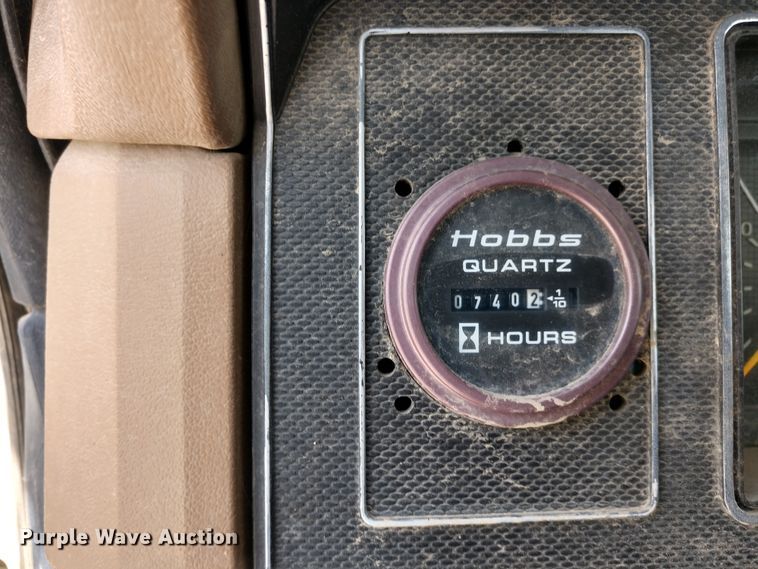 Hobbs
QUARTZ
07402 1/10
HOURS
Purple Wave Auction